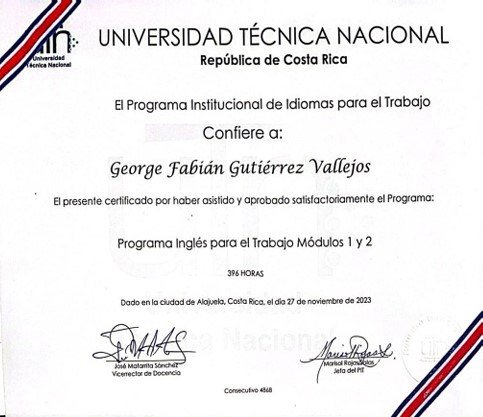 utn
Universidad
Técnica Nacional
UNIVERSIDAD TÉCNICA NACIONAL
República de Costa Rica
El Programa Institucional de Idiomas para el Trabajo
Confiere a:
George Fabián Gutiérrez Vallejos
El presente certificado por haber asistido y aprobado satisfactoriamente el Programa:
Programa Inglés para el Trabajo Módulos 1 y 2
396 HORAS
Dado en la ciudad de Alajuela, Costa Rica, el día 27 de noviembre de 2023
José Matarrita Sánchez
Vicerrector de Docencia
Marisol Rojas Salas
Jefa del PIT
Consecutivo 4868